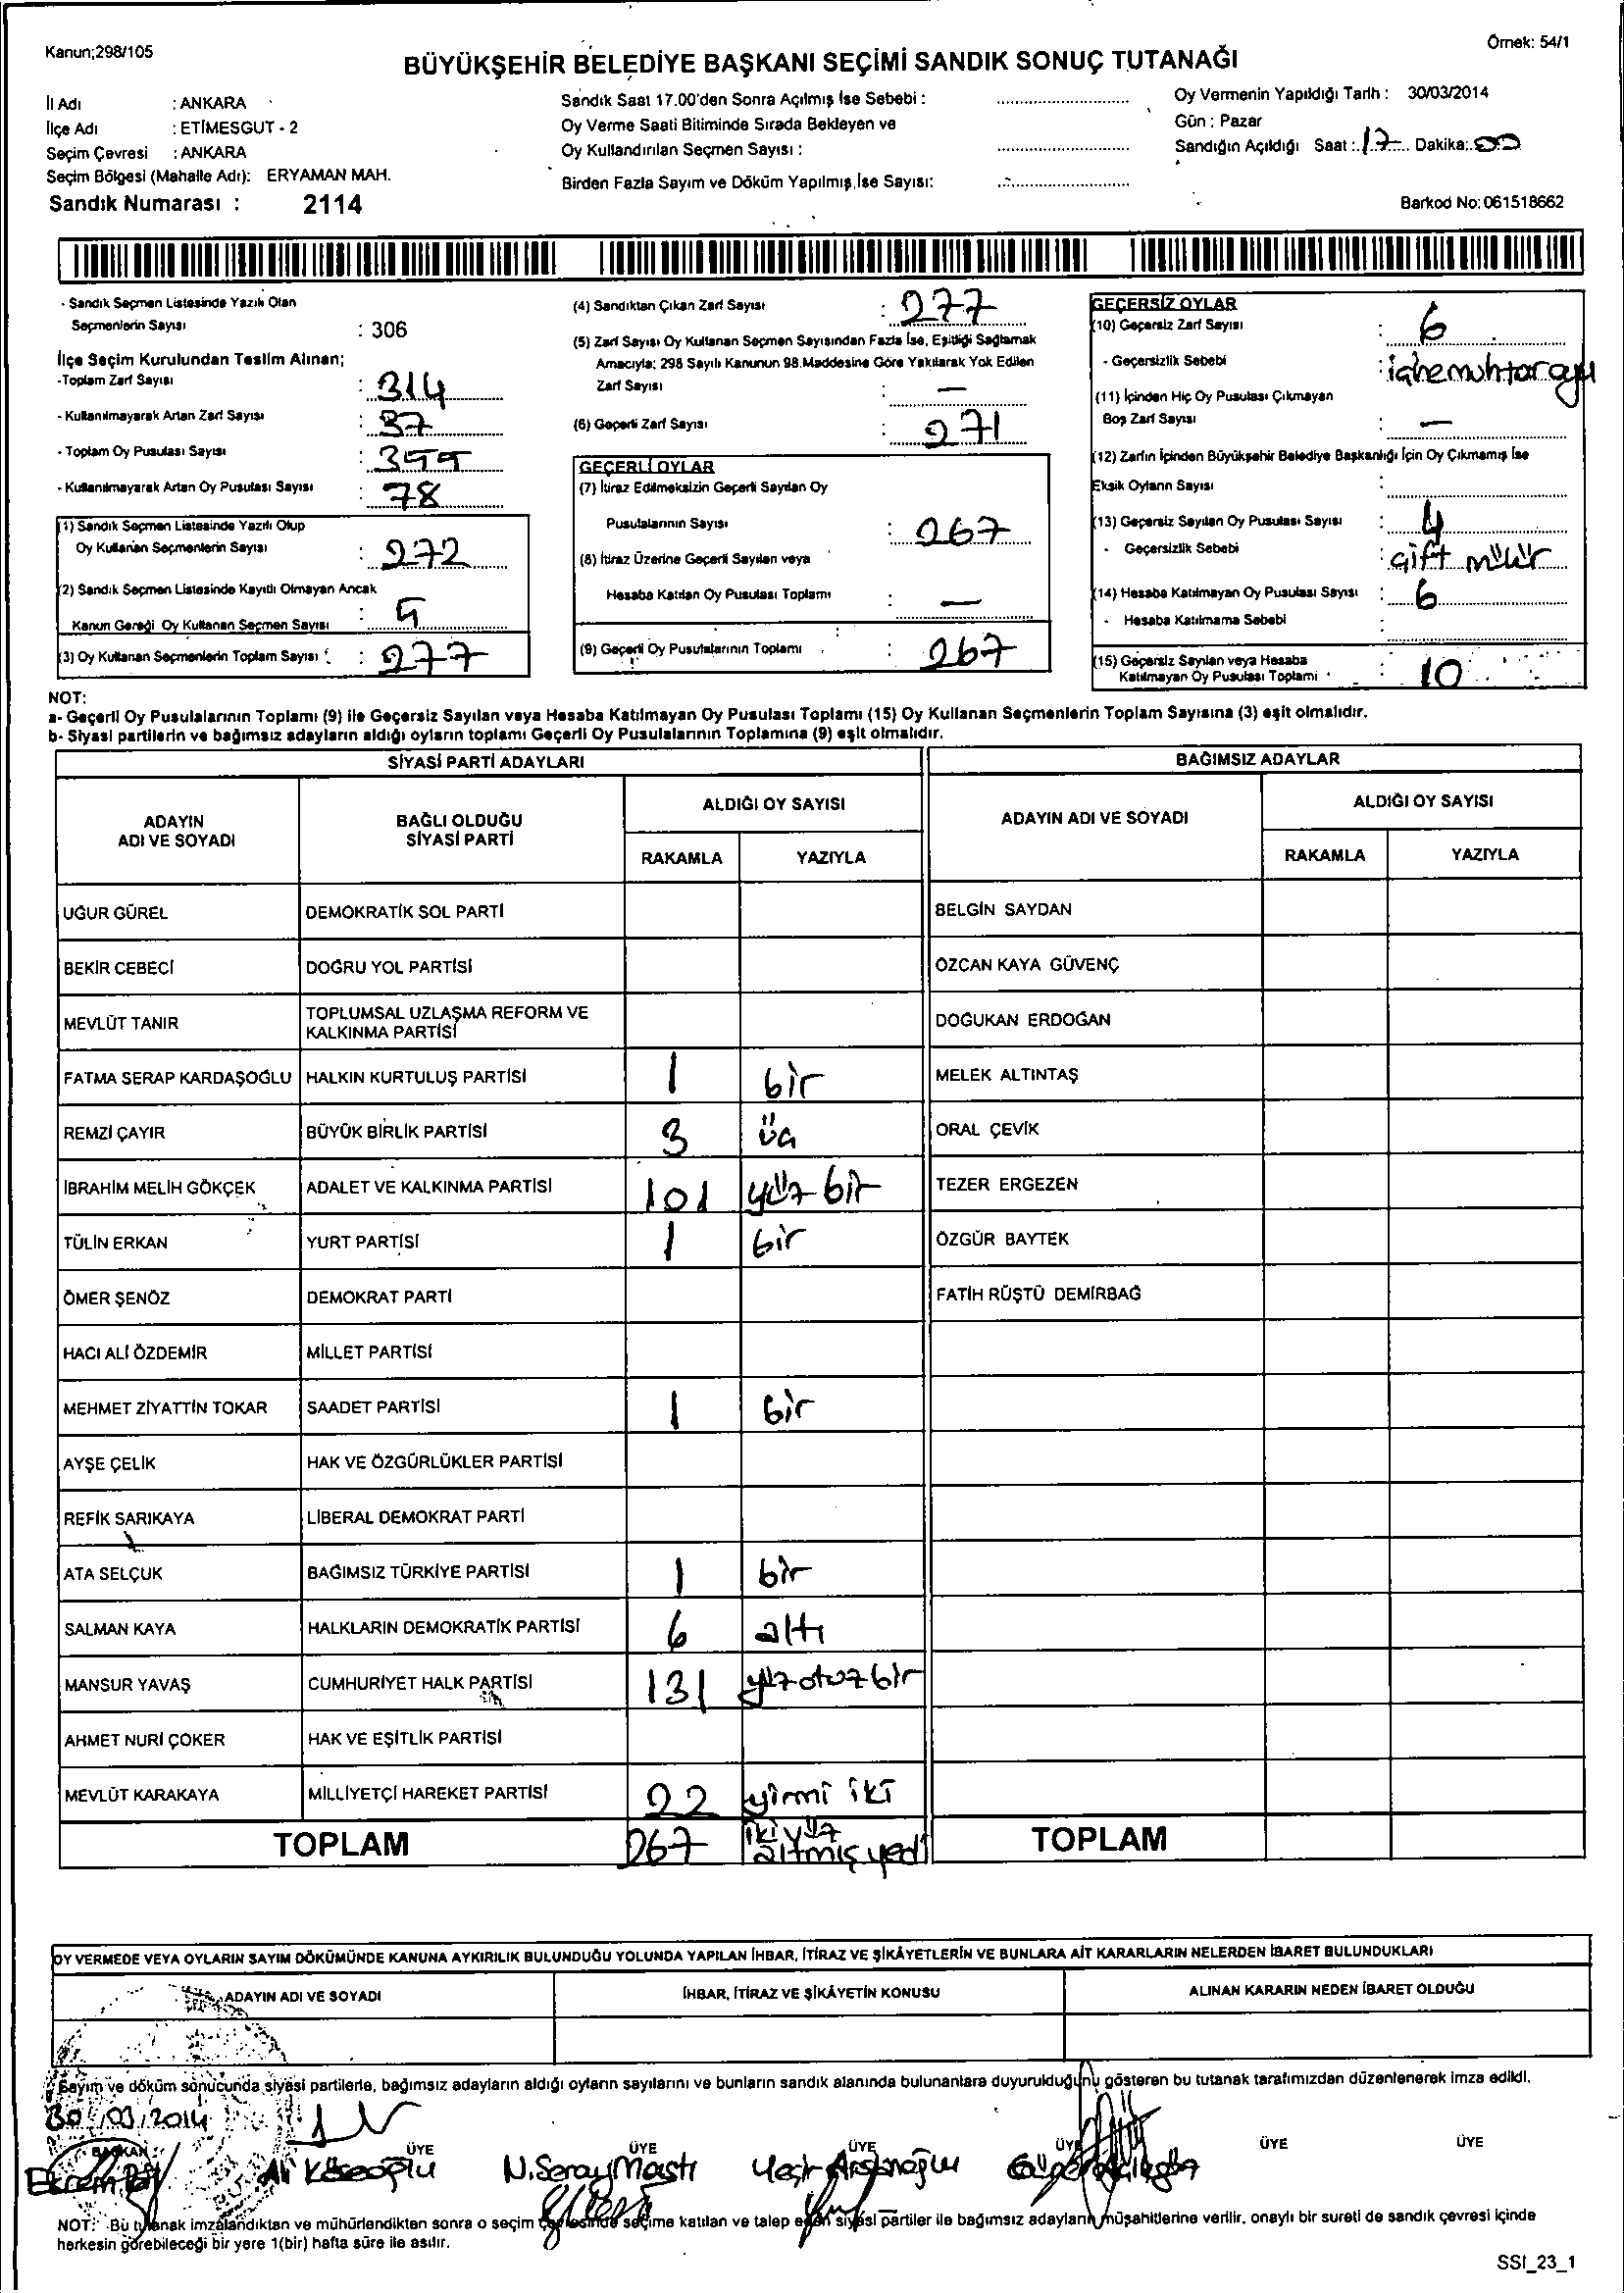 Kanun;298/105
Örnek: 54/1
BÜYÜKŞEHİR BELEDİYE BAŞKANI SEÇİMİ SANDIK SONUÇ TUTANAĞI
İl Adı : ANKARA
İlçe Adı : ETİMESGUT - 2
Seçim Çevresi : ANKARA
Seçim Bölgesi (Mahalle Adı): ERYAMAN MAH.
Sandık Numarası : 2114
Sandık Saat 17.00'den Sonra Açılmış İse Sebebi :
Oy Verme Saati Bitiminde Sırada Bekleyen ve
Oy Kullandırılan Seçmen Sayısı :
Birden Fazla Sayım ve Döküm Yapılmış İse Sayısı:
Oy Vermenin Yapıldığı Tarih : 30/03/2014
Gün : Pazar
Sandığın Açıldığı Saat : 17 Dakika: 00
Barkod No: 061518662
- Sandık Seçmen Listesinde Yazılı Olan
Seçmenlerin Sayısı : 306
İlçe Seçim Kurulundan Teslim Alınan;
-Toplam Zarf Sayısı : 314
- Kullanılmayarak Artan Zarf Sayısı : 37
- Toplam Oy Pusulası Sayısı : 355
- Kullanılmayarak Artan Oy Pusulası Sayısı : 78
(1) Sandık Seçmen Listesinde Yazılı Olup
Oy Kullanan Seçmenlerin Sayısı : 272
(2) Sandık Seçmen Listesinde Kayıtlı Olmayan Ancak
Kanun Gereği Oy Kullanan Seçmen Sayısı : 5
(3) Oy Kullanan Seçmenlerin Toplam Sayısı : 277
(4) Sandıktan Çıkan Zarf Sayısı : 277
(5) Zarf Sayısı Oy Kullanan Seçmen Sayısından Fazla İse, Eşitliği Sağlamak
Amacıyla; 298 Sayılı Kanunun 98.Maddesine Göre Yakılarak Yok Edilen
Zarf Sayısı : —
(6) Geçerli Zarf Sayısı : 271
GEÇERLİ OYLAR
(7) İtiraz Edilmeksizin Geçerli Sayılan Oy
Pusulalarının Sayısı : 267
(8) İtiraz Üzerine Geçerli Sayılan veya
Hesaba Katılan Oy Pusulası Toplamı : —
(9) Geçerli Oy Pusulalarının Toplamı : 267
GEÇERSİZ OYLAR
(10) Geçersiz Zarf Sayısı : 6
- Geçersizlik Sebebi : içine muhtar oyu
(11) İçinden Hiç Oy Pusulası Çıkmayan
Boş Zarf Sayısı : —
(12) Zarfın İçinden Büyükşehir Belediye Başkanlığı İçin Oy Çıkmamış İse
Eksik Oyların Sayısı :
(13) Geçersiz Sayılan Oy Pusulası Sayısı : 4
- Geçersizlik Sebebi : çift mühür
(14) Hesaba Katılmayan Oy Pusulası Sayısı : 6
- Hesaba Katılmama Sebebi :
(15) Geçersiz Sayılan veya Hesaba
Katılmayan Oy Pusulası Toplamı : 10
NOT:
a- Geçerli Oy Pusulalarının Toplamı (9) ile Geçersiz Sayılan veya Hesaba Katılmayan Oy Pusulası Toplamı (15) Oy Kullanan Seçmenlerin Toplam Sayısına (3) eşit olmalıdır.
b- Siyasi partilerin ve bağımsız adayların aldığı oyların toplamı Geçerli Oy Pusulalarının Toplamına (9) eşit olmalıdır.
SİYASİ PARTİ ADAYLARI BAĞIMSIZ ADAYLAR
ADAYIN ADI VE SOYADI BAĞLI OLDUĞU SİYASİ PARTİ ALDIĞI OY SAYISI ADAYIN ADI VE SOYADI ALDIĞI OY SAYISI
RAKAMLA YAZIYLA RAKAMLA YAZIYLA
UĞUR GÜREL DEMOKRATİK SOL PARTİ BELGİN SAYDAN
BEKİR CEBECİ DOĞRU YOL PARTİSİ ÖZCAN KAYA GÜVENÇ
MEVLÜT TANIR TOPLUMSAL UZLAŞMA REFORM VE KALKINMA PARTİSİ DOĞUKAN ERDOĞAN
FATMA SERAP KARDAŞOĞLU HALKIN KURTULUŞ PARTİSİ 1 bir MELEK ALTINTAŞ
REMZİ ÇAYIR BÜYÜK BİRLİK PARTİSİ 3 üç ORAL ÇEVİK
İBRAHİM MELİH GÖKÇEK ADALET VE KALKINMA PARTİSİ 101 yüz bir TEZER ERGEZEN
TÜLİN ERKAN YURT PARTİSİ 1 bir ÖZGÜR BAYTEK
ÖMER ŞENÖZ DEMOKRAT PARTİ FATİH RÜŞTÜ DEMİRBAĞ
HACI ALİ ÖZDEMİR MİLLET PARTİSİ
MEHMET ZİYATTİN TOKAR SAADET PARTİSİ 1 bir
AYŞE ÇELİK HAK VE ÖZGÜRLÜKLER PARTİSİ
REFİK SARIKAYA LİBERAL DEMOKRAT PARTİ
ATA SELÇUK BAĞIMSIZ TÜRKİYE PARTİSİ 1 bir
SALMAN KAYA HALKLARIN DEMOKRATİK PARTİSİ 6 altı
MANSUR YAVAŞ CUMHURİYET HALK PARTİSİ 131 yüzotuzbir
AHMET NURİ ÇOKER HAK VE EŞİTLİK PARTİSİ
MEVLÜT KARAKAYA MİLLİYETÇİ HAREKET PARTİSİ 22 yirmi iki
TOPLAM 267 ikiyüz altmış yedi TOPLAM
OY VERMEDE VEYA OYLARIN SAYIM DÖKÜMÜNDE KANUNA AYKIRILIK BULUNDUĞU YOLUNDA YAPILAN İHBAR, İTİRAZ VE ŞİKÂYETLERİN VE BUNLARA AİT KARARLARIN NELERDEN İBARET BULUNDUKLARI
ADAYIN ADI VE SOYADI İHBAR, İTİRAZ VE ŞİKÂYETİN KONUSU ALINAN KARARIN NEDEN İBARET OLDUĞU
Sayım ve döküm sonucunda siyasi partilerle, bağımsız adayların aldığı oyların sayılarını ve bunların sandık alanında bulunanlara duyurulduğunu gösteren bu tutanak tarafımızdan düzenlenerek imza edildi.
30/03/2014
BAŞKAN ÜYE ÜYE ÜYE ÜYE ÜYE ÜYE
Ekrem Ali Köseoğlu N. Seray Mastı Yaşar Arslanoğlu
NOT: Bu tutanak imzalandıktan ve mühürlendikten sonra o seçim çevresinde seçime katılan ve talep eden siyasi partiler ile bağımsız adayların müşahitlerine verilir, onaylı bir sureti de sandık çevresi içinde
herkesin görebileceği bir yere 1(bir) hafta süre ile asılır.
SSI_23_1